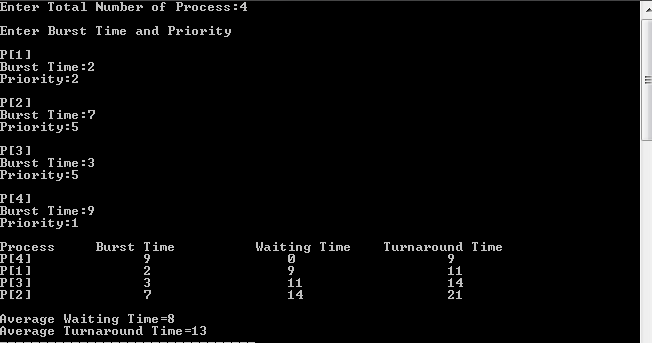 Enter Total Number of Process:4
Enter Burst Time and Priority
P[1]
Burst Time:2
Priority:2
P[2]
Burst Time:7
Priority:5
P[3]
Burst Time:3
Priority:5
P[4]
Burst Time:9
Priority:1
Process Burst Time Waiting Time Turnaround Time
P[4] 9 0 9
P[1] 2 9 11
P[3] 3 11 14
P[2] 7 14 21
Average Waiting Time=8
Average Turnaround Time=13
--------------------------------